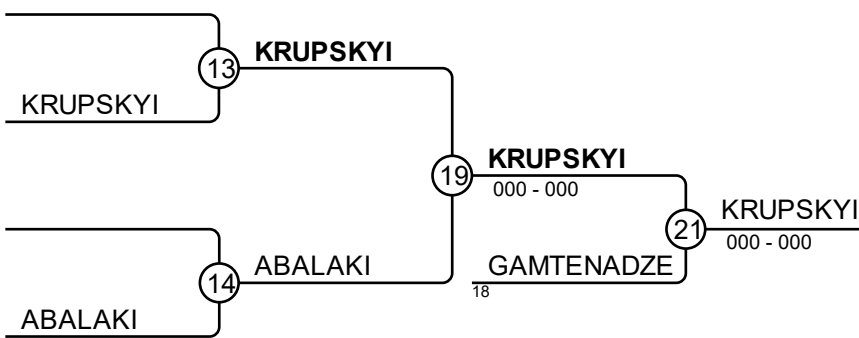 13
KRUPSKYI
KRUPSKYI
19
KRUPSKYI
000 - 000
21
KRUPSKYI
000 - 000
14
ABALAKI
GAMTENADZE
18
ABALAKI